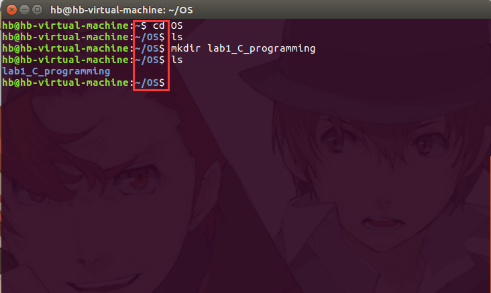 hb@hb-virtual-machine: ~/OS
hb@hb-virtual-machine:~$ cd OS
hb@hb-virtual-machine:~/OS$ ls
hb@hb-virtual-machine:~/OS$ mkdir lab1_C_programming
hb@hb-virtual-machine:~/OS$ ls
lab1_C_programming
hb@hb-virtual-machine:~/OS$